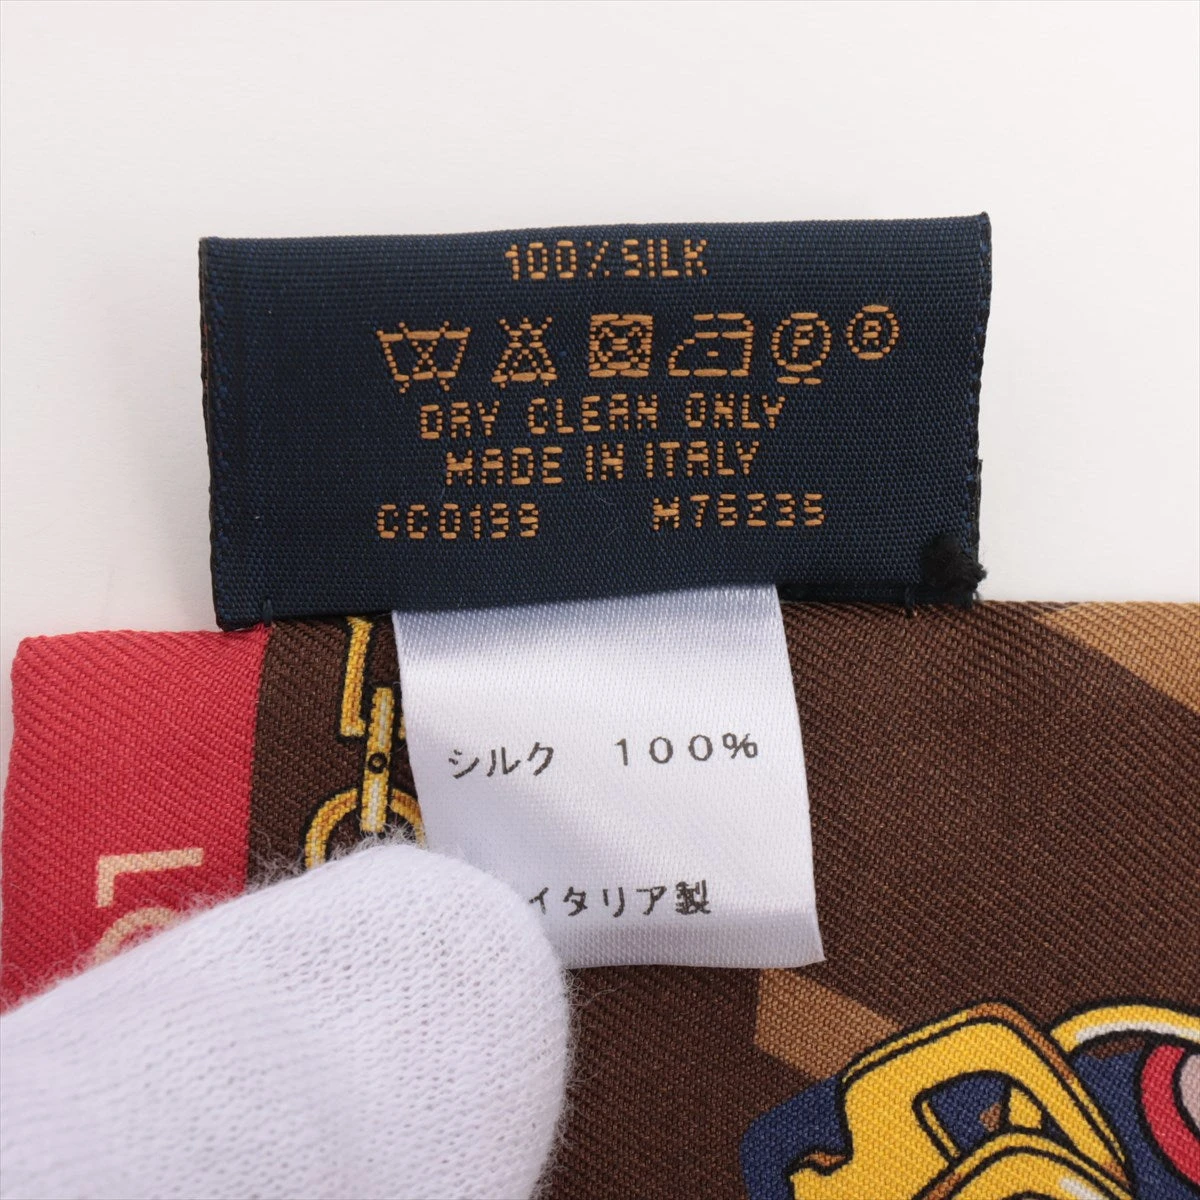 100% SILK
P R
DRY CLEAN ONLY
MADE IN ITALY
CC0199 M76235
シルク 100%
イタリア製
LO